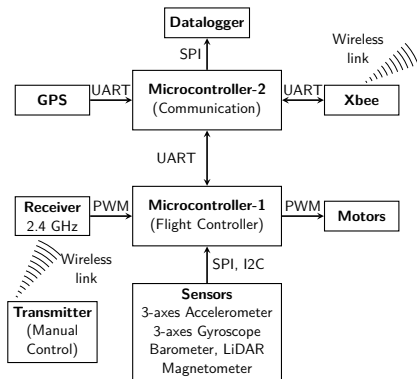 Datalogger
SPI
Wireless
link
GPS
UART
Microcontroller-2
(Communication)
UART
Xbee
UART
Receiver
2.4 GHz
PWM
Microcontroller-1
(Flight Controller)
PWM
Motors
Wireless
link
SPI, I2C
Transmitter
(Manual
Control)
Sensors
3-axes Accelerometer
3-axes Gyroscope
Barometer, LiDAR
Magnetometer